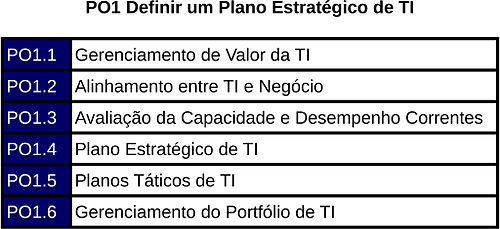 PO1 Definir um Plano Estratégico de TI
PO1.1 Gerenciamento de Valor da TI
PO1.2 Alinhamento entre TI e Negócio
PO1.3 Avaliação da Capacidade e Desempenho Correntes
PO1.4 Plano Estratégico de TI
PO1.5 Planos Táticos de TI
PO1.6 Gerenciamento do Portfólio de TI